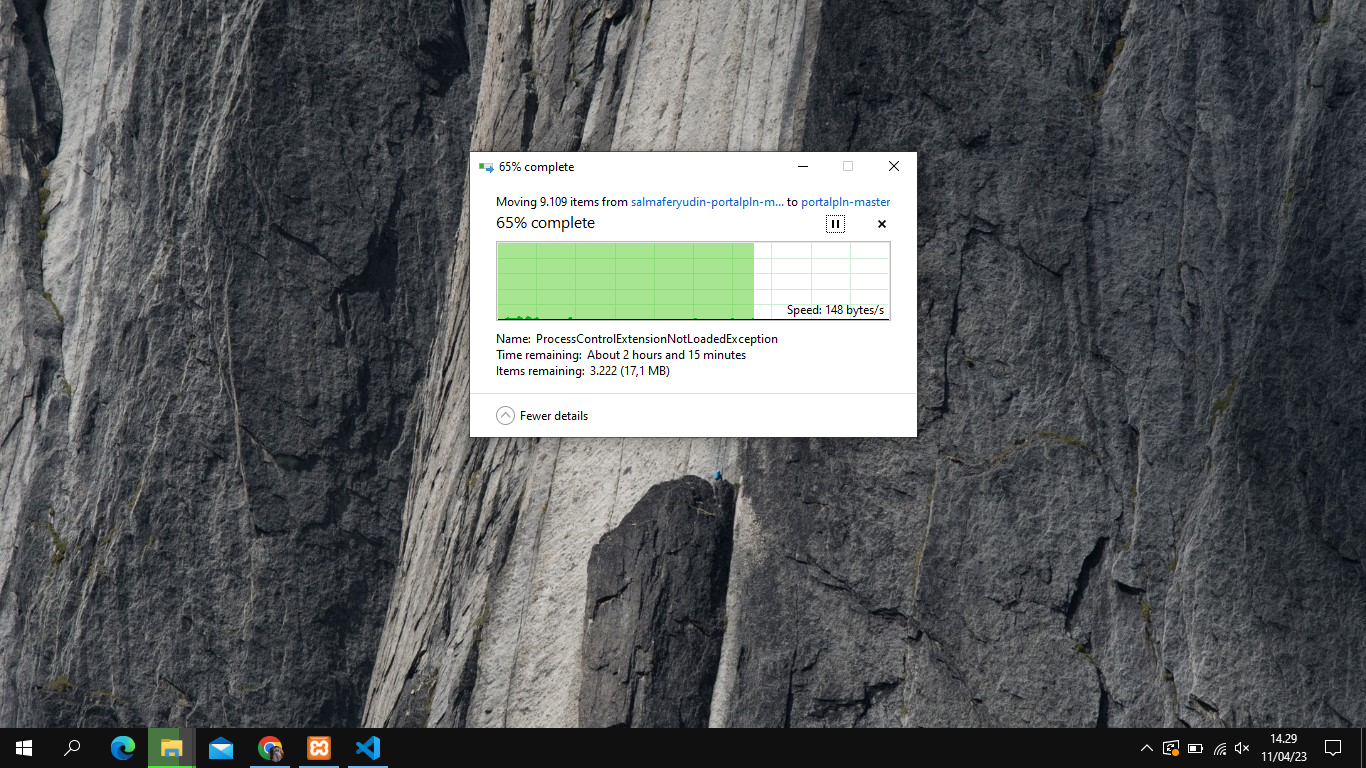 65% complete
Moving 9.109 items from salmaferyudin-portalpln-m... to portalpln-master
65% complete
Speed: 148 bytes/s
Name: ProcessControlExtensionNotLoadedException
Time remaining: About 2 hours and 15 minutes
Items remaining: 3.222 (17,1 MB)
Fewer details
14.29
11/04/23